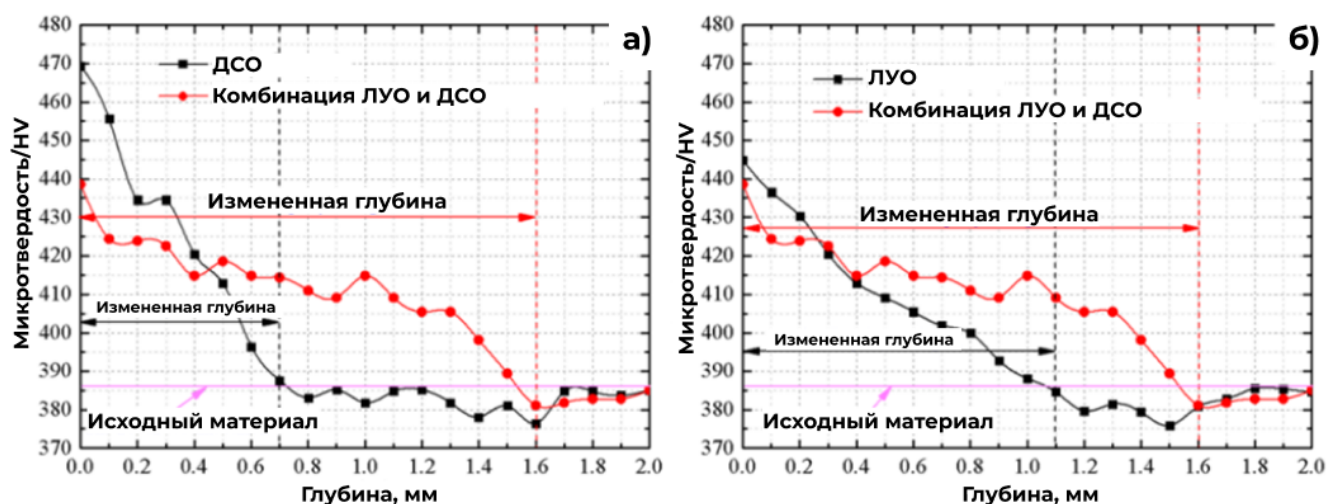 480
470
460
450
440
430
420
410
400
390
380
370
Микротвердость/HV
а)
ДСО
Комбинация ЛУО и ДСО
Измененная глубина
Измененная глубина
Исходный материал
0.0 0.2 0.4 0.6 0.8 1.0 1.2 1.4 1.6 1.8 2.0
Глубина, мм
480
470
460
450
440
430
420
410
400
390
380
370
Микротвердость/HV
б)
ЛУО
Комбинация ЛУО и ДСО
Измененная глубина
Измененная глубина
Исходный материал
0.0 0.2 0.4 0.6 0.8 1.0 1.2 1.4 1.6 1.8 2.0
Глубина, мм